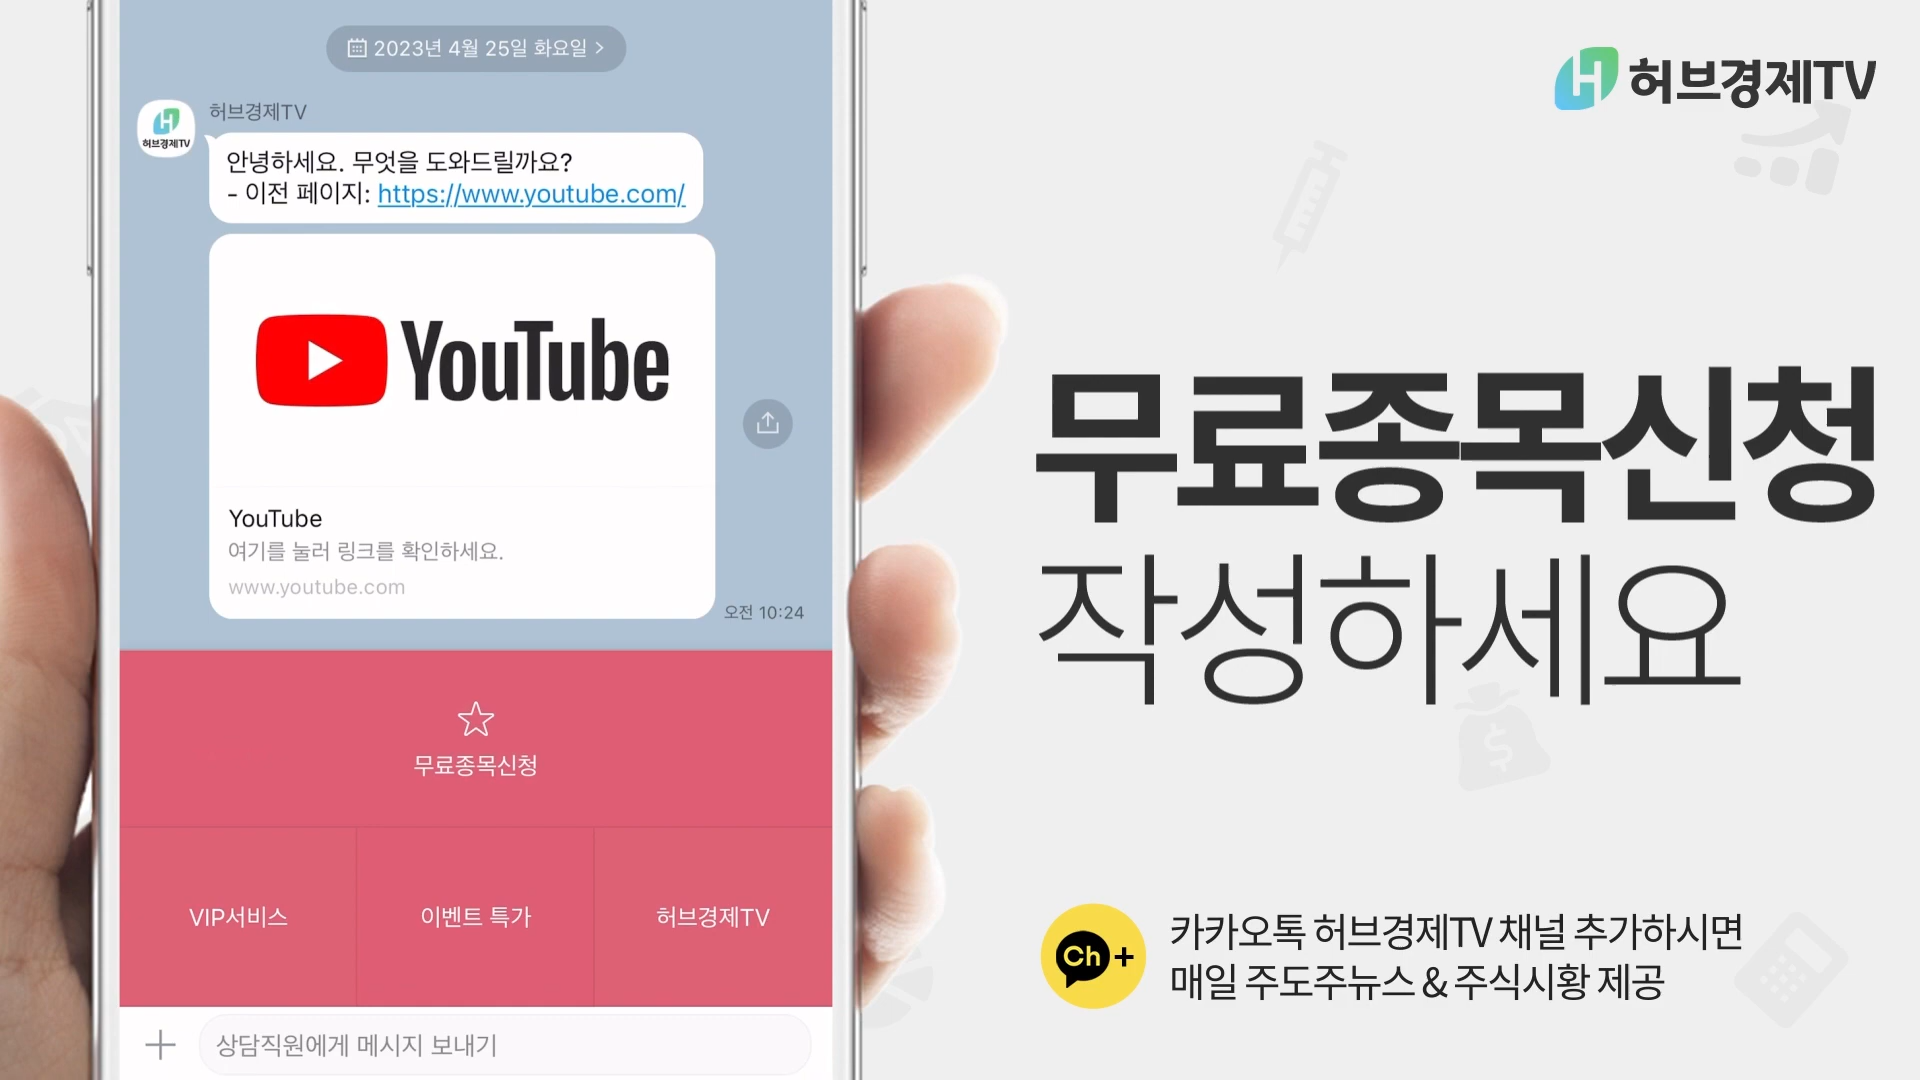 2023년 4월 25일 화요일 >
허브경제TV
허브경제TV
안녕하세요. 무엇을 도와드릴까요?
- 이전 페이지: https://www.youtube.com/
YouTube
YouTube
여기를 눌러 링크를 확인하세요.
www.youtube.com
오전 10:24
무료종목신청
VIP서비스
이벤트 특가
허브경제TV
상담직원에게 메시지 보내기
허브경제TV
무료종목신청
작성하세요
Ch+
카카오톡 허브경제TV 채널 추가하시면
매일 주도주뉴스 & 주식시황 제공